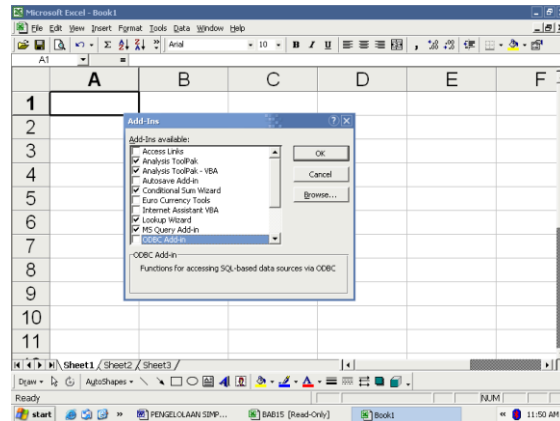 Microsoft Excel - Book1
File Edit View Insert Format Tools Data Window Help
Arial 10 B I U
A1 =
A B C D E F
1
2
3
4
5
6
7
8
9
10
11
Add-Ins
Add-Ins available:
Access Links
Analysis ToolPak
Analysis ToolPak - VBA
Autosave Add-in
Conditional Sum Wizard
Euro Currency Tools
Internet Assistant VBA
Lookup Wizard
MS Query Add-in
ODBC Add-in
OK
Cancel
Browse...
ODBC Add-in
Functions for accessing SQL-based data sources via ODBC
Sheet1 Sheet2 Sheet3
Draw AutoShapes
Ready NUM
start PENGELOLAAN SIMP... BAB15 [Read-Only] Book1 11:50 AM